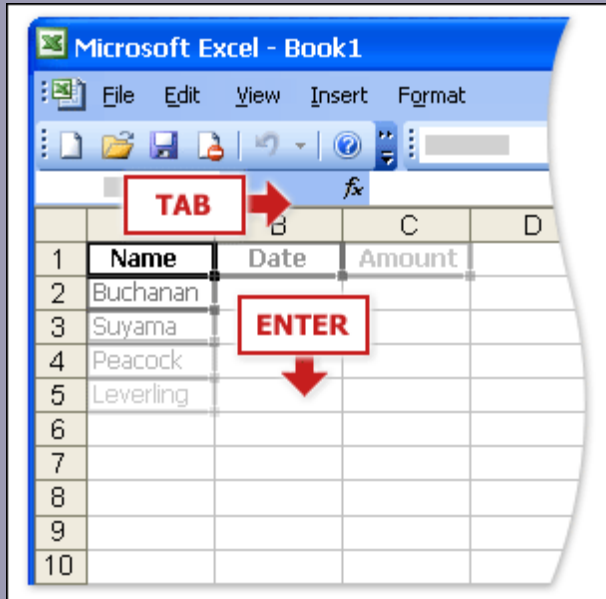 Microsoft Excel - Book1
File Edit View Insert Format
TAB fx
B C D
1 Name Date Amount
2 Buchanan
3 Suyama ENTER
4 Peacock
5 Leverling
6
7
8
9
10